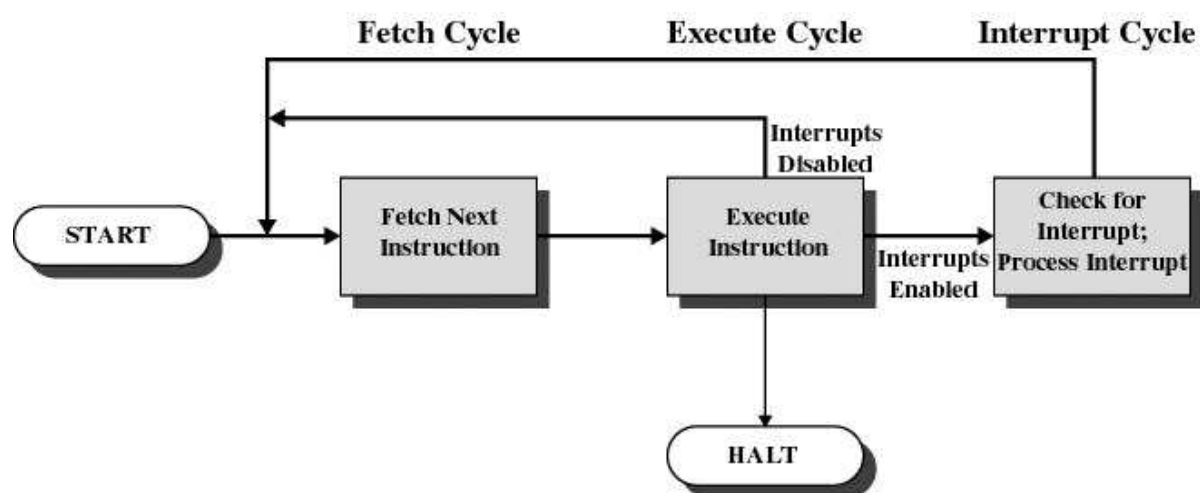 Fetch Cycle
Execute Cycle
Interrupt Cycle
Interrupts
Disabled
START
Fetch Next
Instruction
Execute
Instruction
Interrupts
Enabled
Check for
Interrupt;
Process Interrupt
HALT